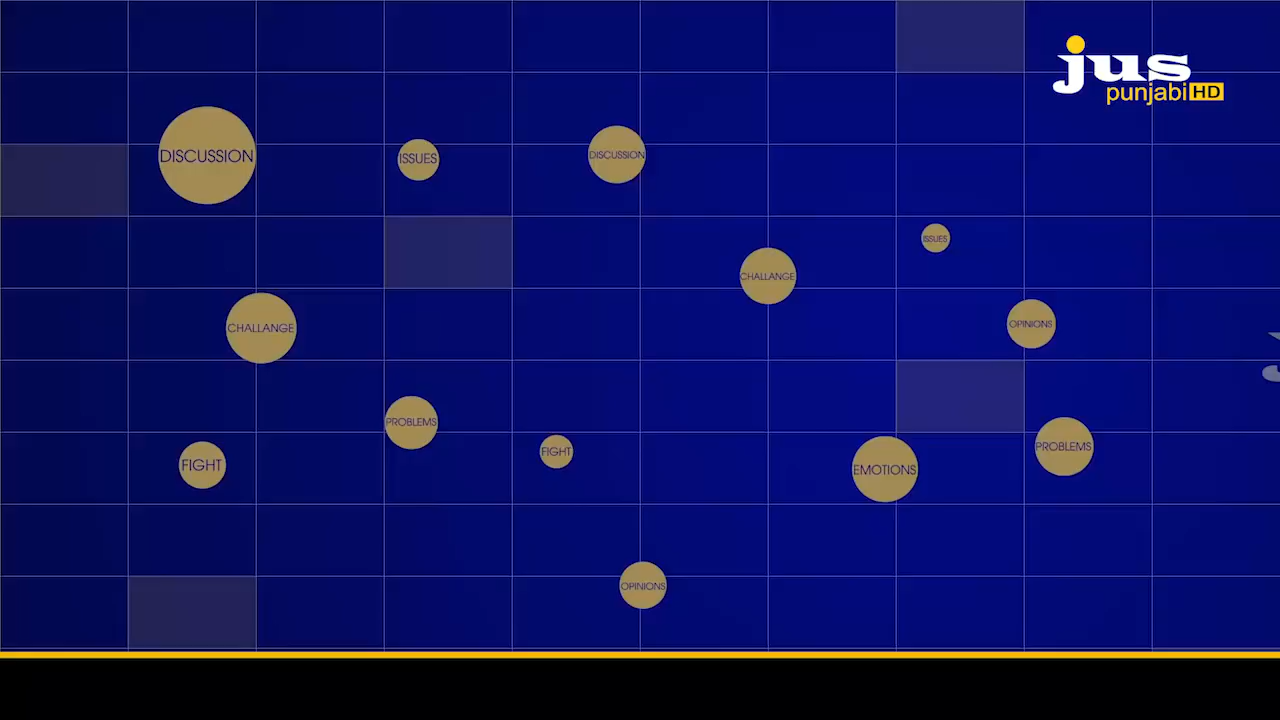 jus
punjabi HD
DISCUSSION
ISSUES
DISCUSSION
ISSUES
CHALLANGE
OPINIONS
CHALLANGE
PROBLEMS
FIGHT
FIGHT
EMOTIONS
PROBLEMS
OPINIONS